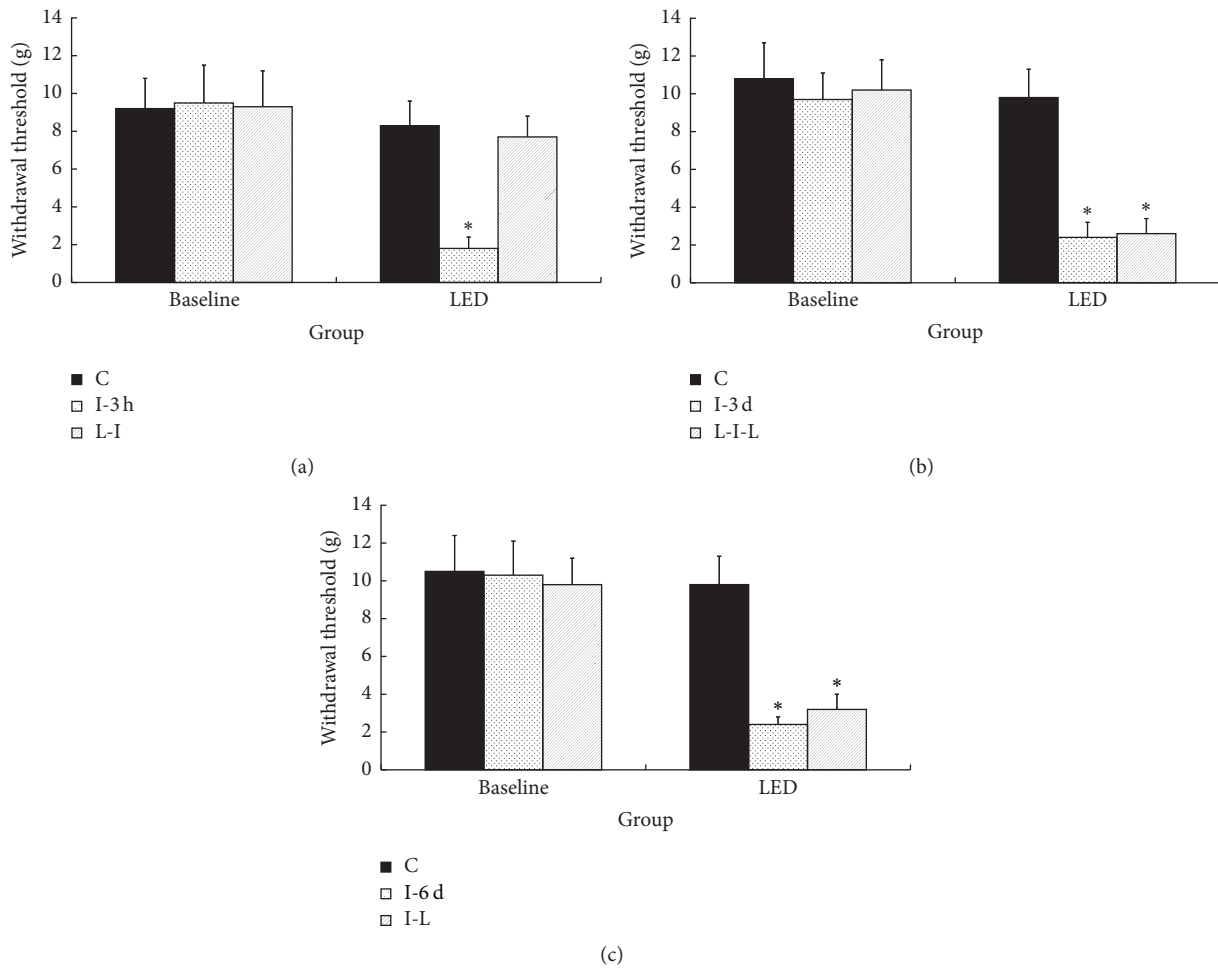 14
12
10
8
6
4
2
0
Withdrawal threshold (g)
*
Baseline
LED
Group
C
I-3 h
L-I
(a)
14
12
10
8
6
4
2
0
Withdrawal threshold (g)
*
*
Baseline
LED
Group
C
I-3 d
L-I-L
(b)
14
12
10
8
6
4
2
0
Withdrawal threshold (g)
*
*
Baseline
LED
Group
C
I-6 d
I-L
(c)